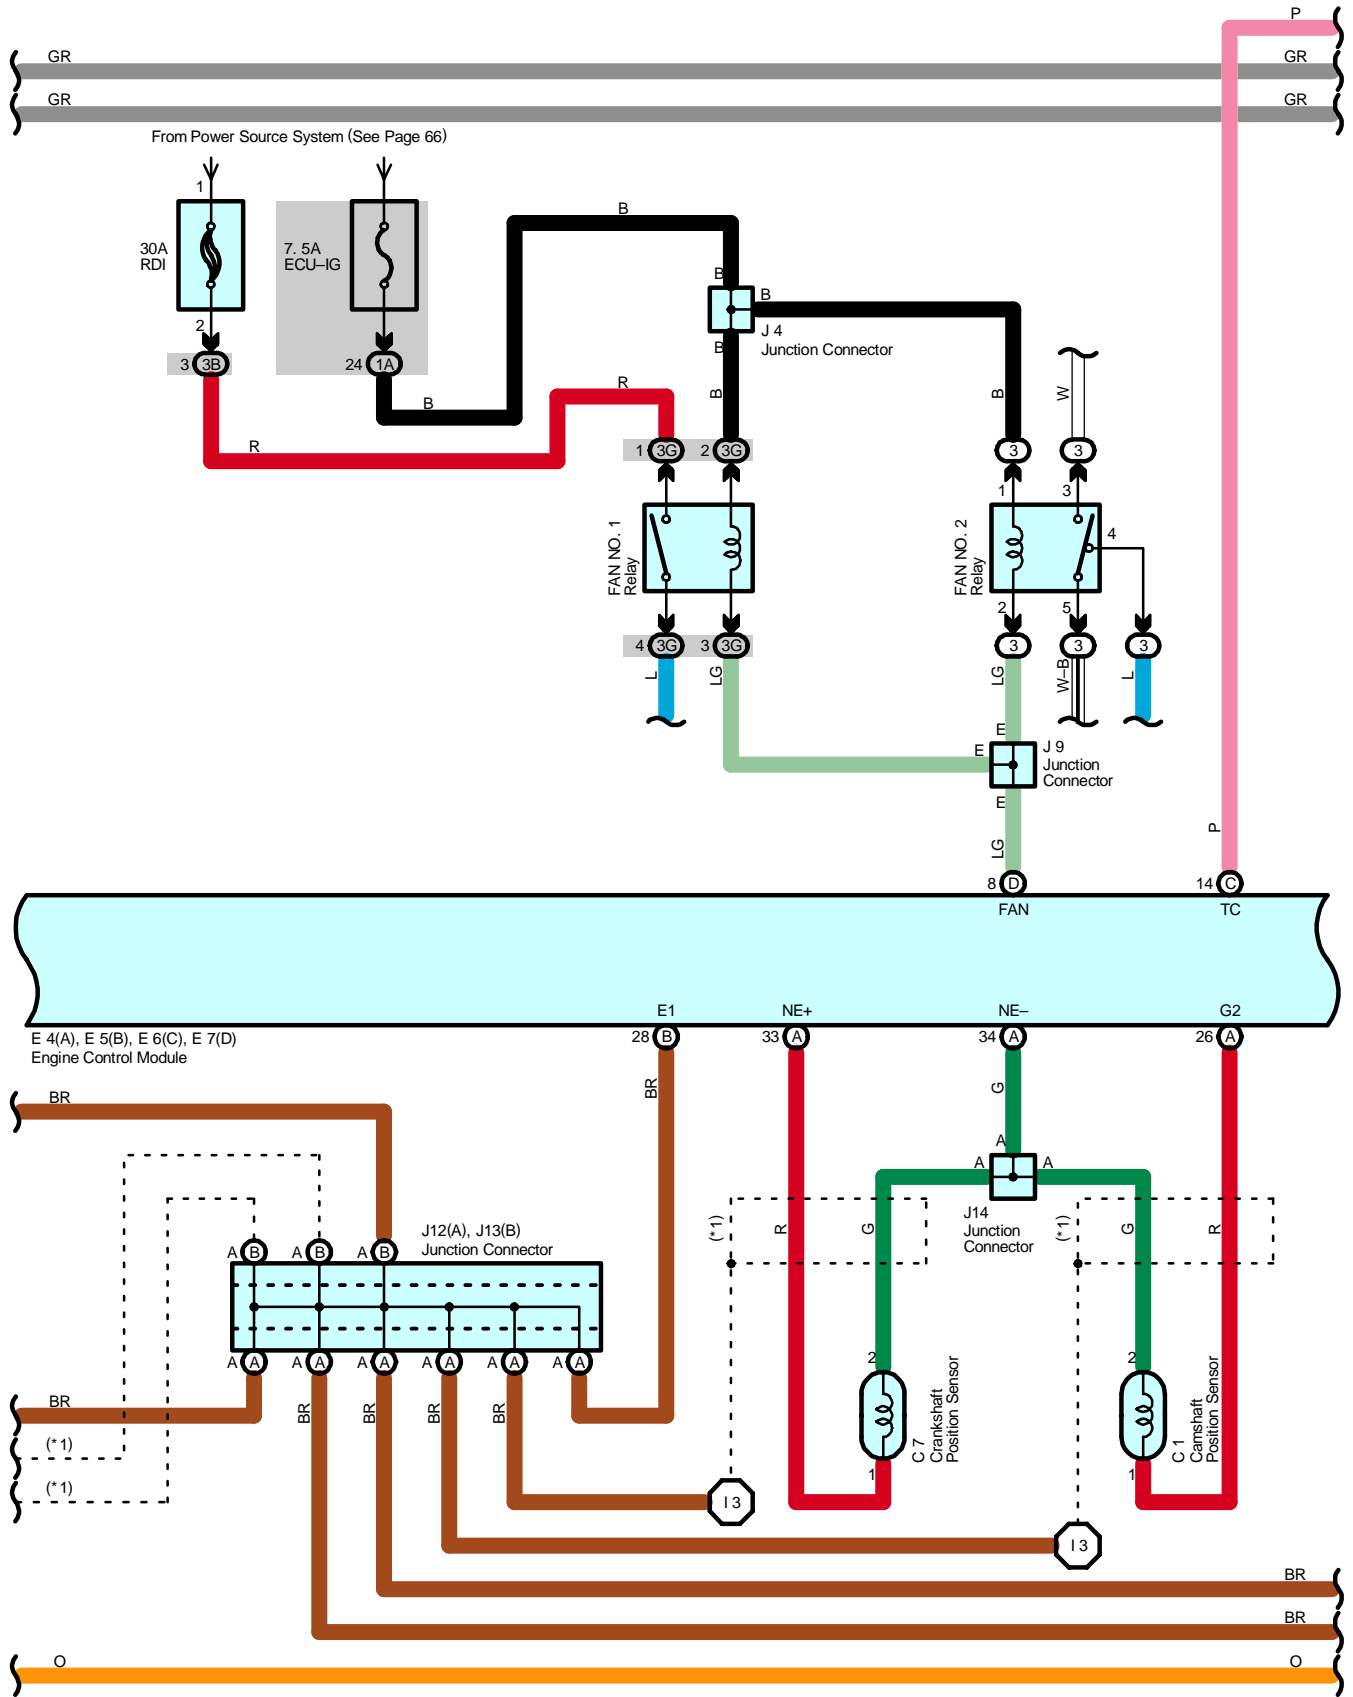 P
GR
GR
GR
GR
From Power Source System (See Page 66)
1
30A
RDI
7. 5A
ECU–IG
B
B
B
J 4
Junction Connector
B
2
3 3B
24 1A
R
B
B
B
W
R
1 3G
2 3G
3
3
1
3
FAN NO. 1
Relay
FAN NO. 2
Relay
4
2
5
4 3G
3 3G
3
3
3
L
LG
LG
W–B
L
E
E
J 9
Junction
Connector
E
LG
P
8 D
14 C
FAN
TC
E1
NE+
NE–
G2
E 4(A), E 5(B), E 6(C), E 7(D)
Engine Control Module
28 B
33 A
34 A
26 A
BR
BR
G
A
A
A
J14
Junction
Connector
(*1)
R
G
(*1)
G
R
J12(A), J13(B)
Junction Connector
A B
A B
A B
A A
A A
A A
A A
A A
A A
BR
BR
BR
BR
BR
(*1)
(*1)
2
C 7
Crankshaft
Position Sensor
1
2
C 1
Camshaft
Position Sensor
1
I 3
I 3
BR
BR
O
O